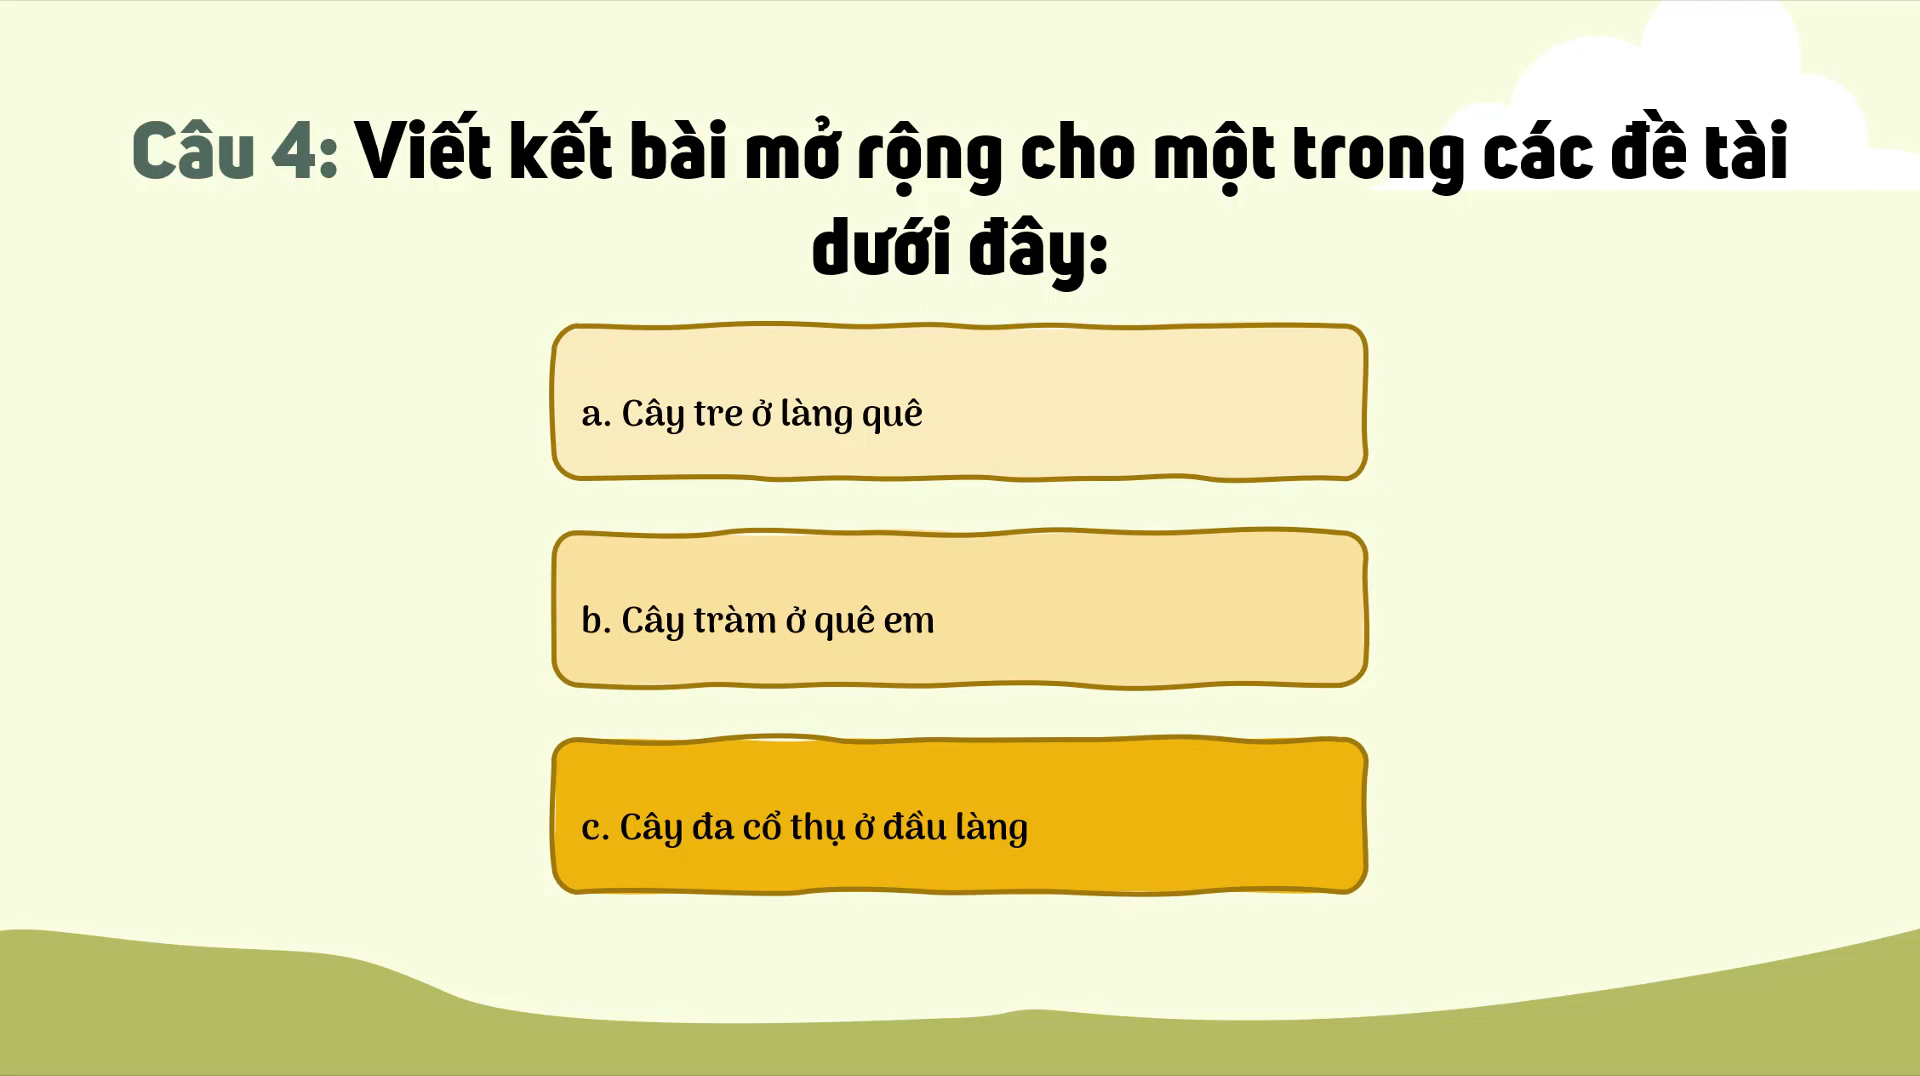 Câu 4: Viết kết bài mở rộng cho một trong các đề tài
dưới đây:
a. Cây tre ở làng quê
b. Cây tràm ở quê em
c. Cây đa cổ thụ ở đầu làng